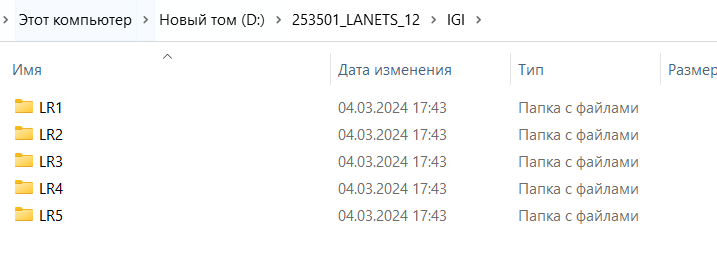 Этот компьютер > Новый том (D:) > 253501_LANETS_12 > IGI >
Имя Дата изменения Тип Размер
LR1 04.03.2024 17:43 Папка с файлами
LR2 04.03.2024 17:43 Папка с файлами
LR3 04.03.2024 17:43 Папка с файлами
LR4 04.03.2024 17:43 Папка с файлами
LR5 04.03.2024 17:43 Папка с файлами